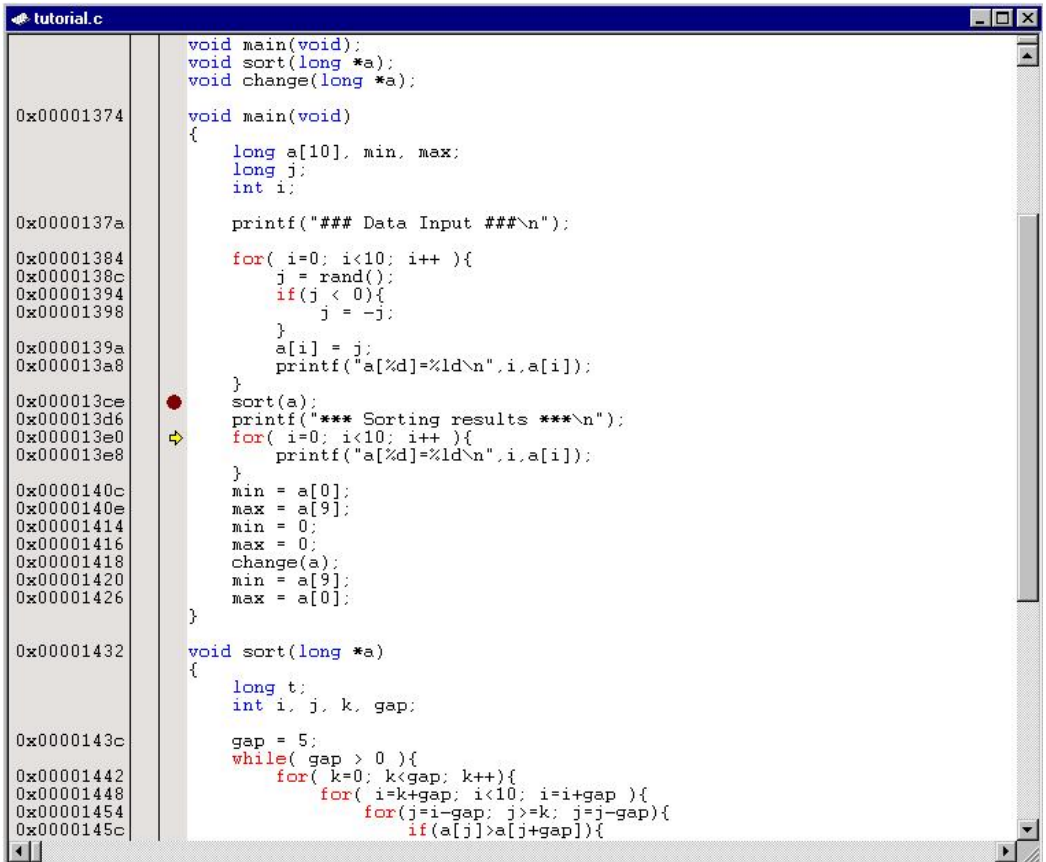 tutorial.c
void main(void);
void sort(long *a);
void change(long *a);
0x00001374 void main(void)
{
long a[10], min, max;
long j;
int i;
0x0000137a printf("### Data Input ###\n");
0x00001384 for( i=0; i<10; i++ ){
0x0000138c j = rand();
0x00001394 if(j < 0){
0x00001398 j = -j;
}
0x0000139a a[i] = j;
0x000013a8 printf("a[%d]=%ld\n",i,a[i]);
}
0x000013ce sort(a);
0x000013d6 printf("*** Sorting results ***\n");
0x000013e0 for( i=0; i<10; i++ ){
0x000013e8 printf("a[%d]=%ld\n",i,a[i]);
}
0x0000140c min = a[0];
0x0000140e max = a[9];
0x00001414 min = 0;
0x00001416 max = 0;
0x00001418 change(a);
0x00001420 min = a[9];
0x00001426 max = a[0];
}
0x00001432 void sort(long *a)
{
long t;
int i, j, k, gap;
0x0000143c gap = 5;
while( gap > 0 ){
0x00001442 for( k=0; k<gap; k++){
0x00001448 for( i=k+gap; i<10; i=i+gap ){
0x00001454 for(j=i-gap; j>=k; j=j-gap){
0x0000145c if(a[j]>a[j+gap]){